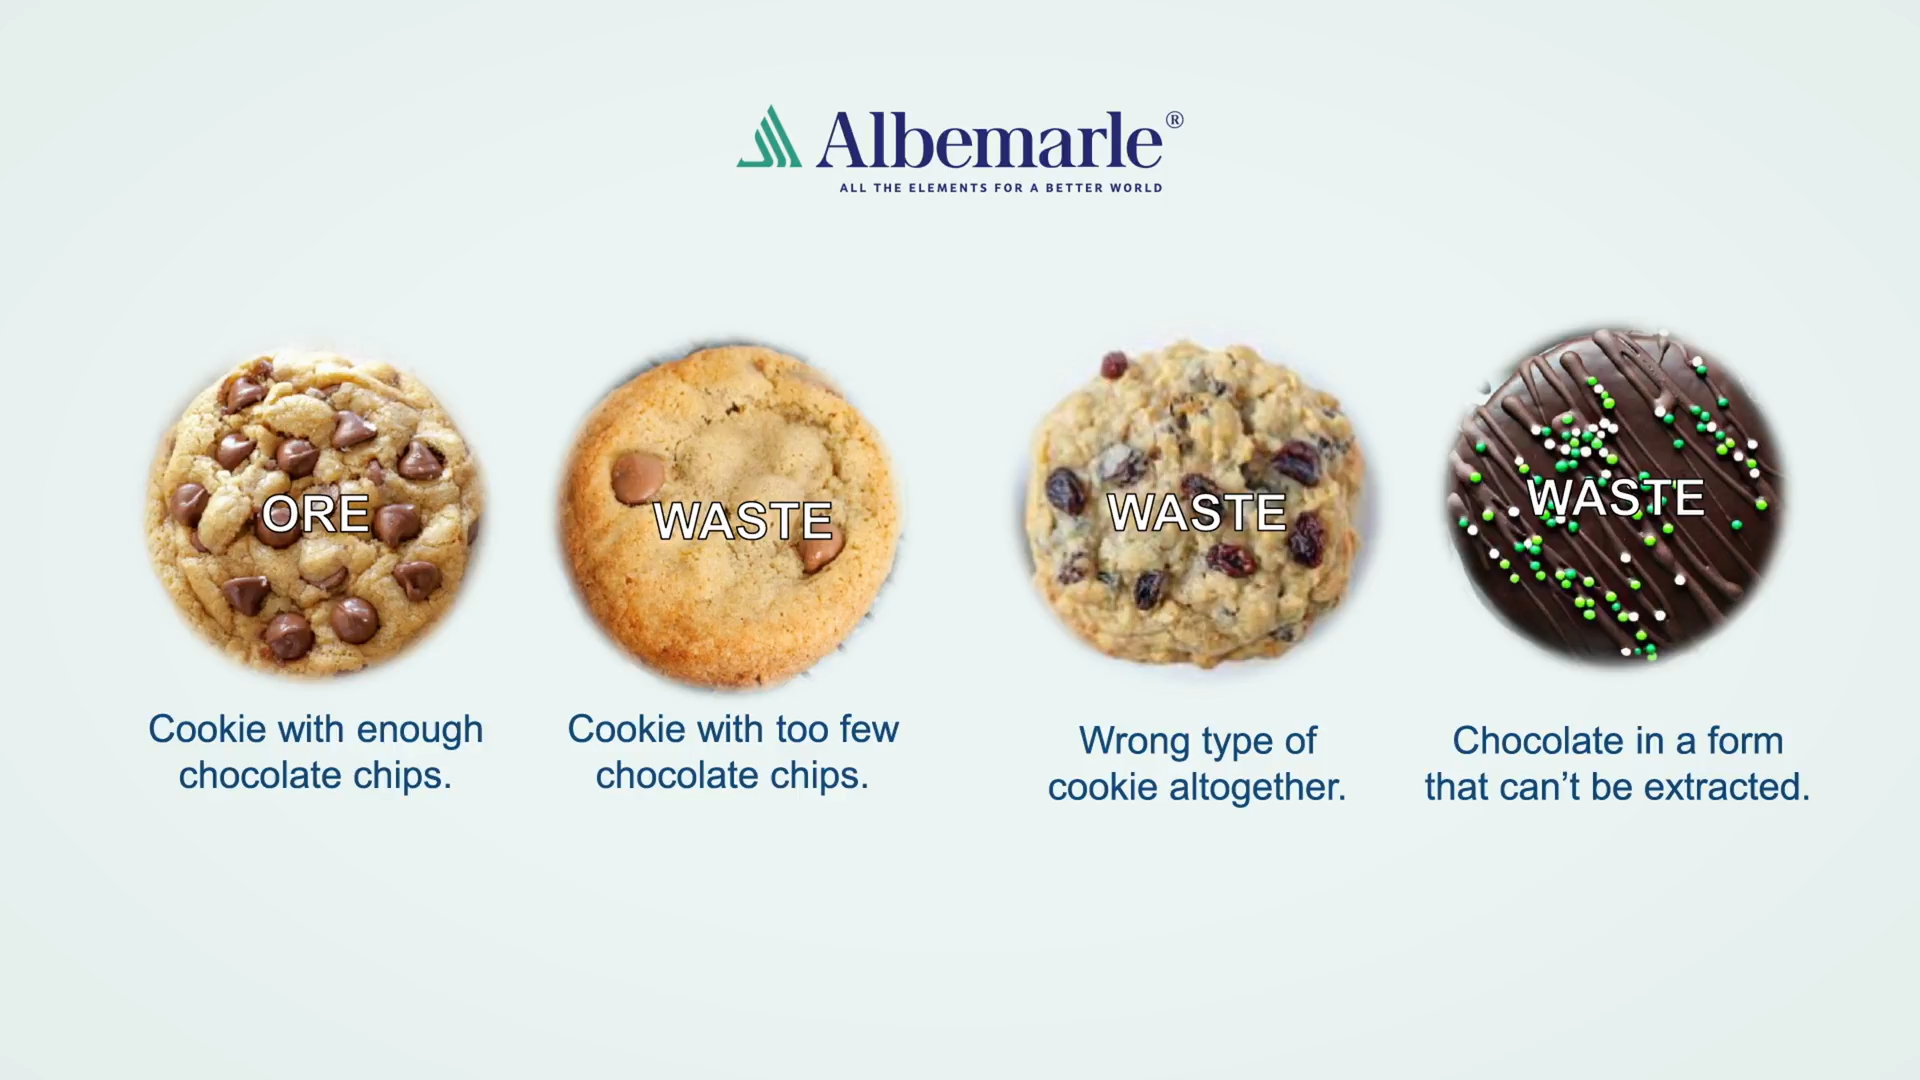 Albemarle®
ALL THE ELEMENTS FOR A BETTER WORLD
ORE
WASTE
WASTE
WASTE
Cookie with enough
chocolate chips.
Cookie with too few
chocolate chips.
Wrong type of
cookie altogether.
Chocolate in a form
that can’t be extracted.